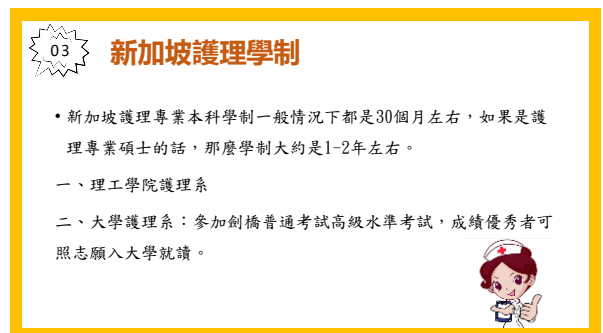 03
新加坡護理學制
•新加坡護理專業本科學制一般情況下都是30個月左右，如果是護
理專業碩士的話，那麼學制大約是1-2年左右。
一、理工學院護理系
二、大學護理系：參加劍橋普通考試高級水準考試，成績優秀者可
照志願入大學就讀。